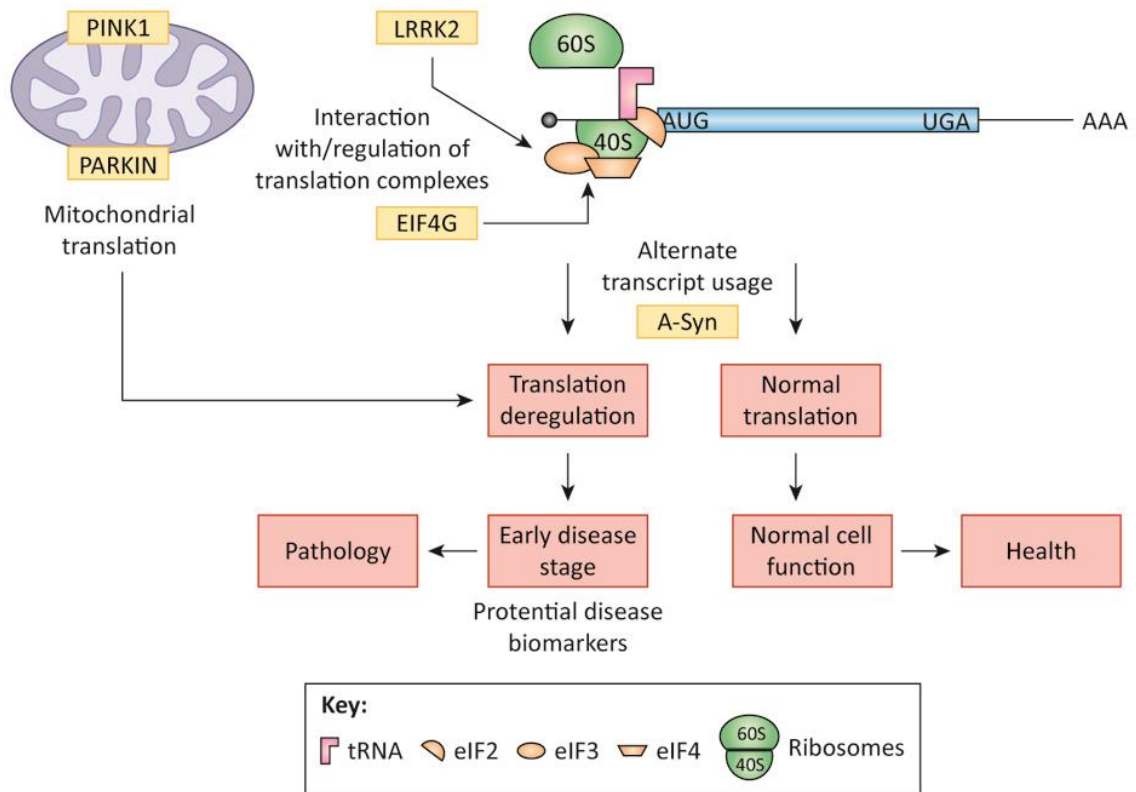 PINK1
PARKIN
Mitochondrial
translation
LRRK2
Interaction
with/regulation of
translation complexes
EIF4G
60S
40S
AUG
UGA
AAA
Alternate
transcript usage
A-Syn
Translation
deregulation
Normal
translation
Pathology
Early disease
stage
Protential disease
biomarkers
Normal cell
function
Health
Key:
tRNA
eIF2
eIF3
eIF4
60S
40S
Ribosomes